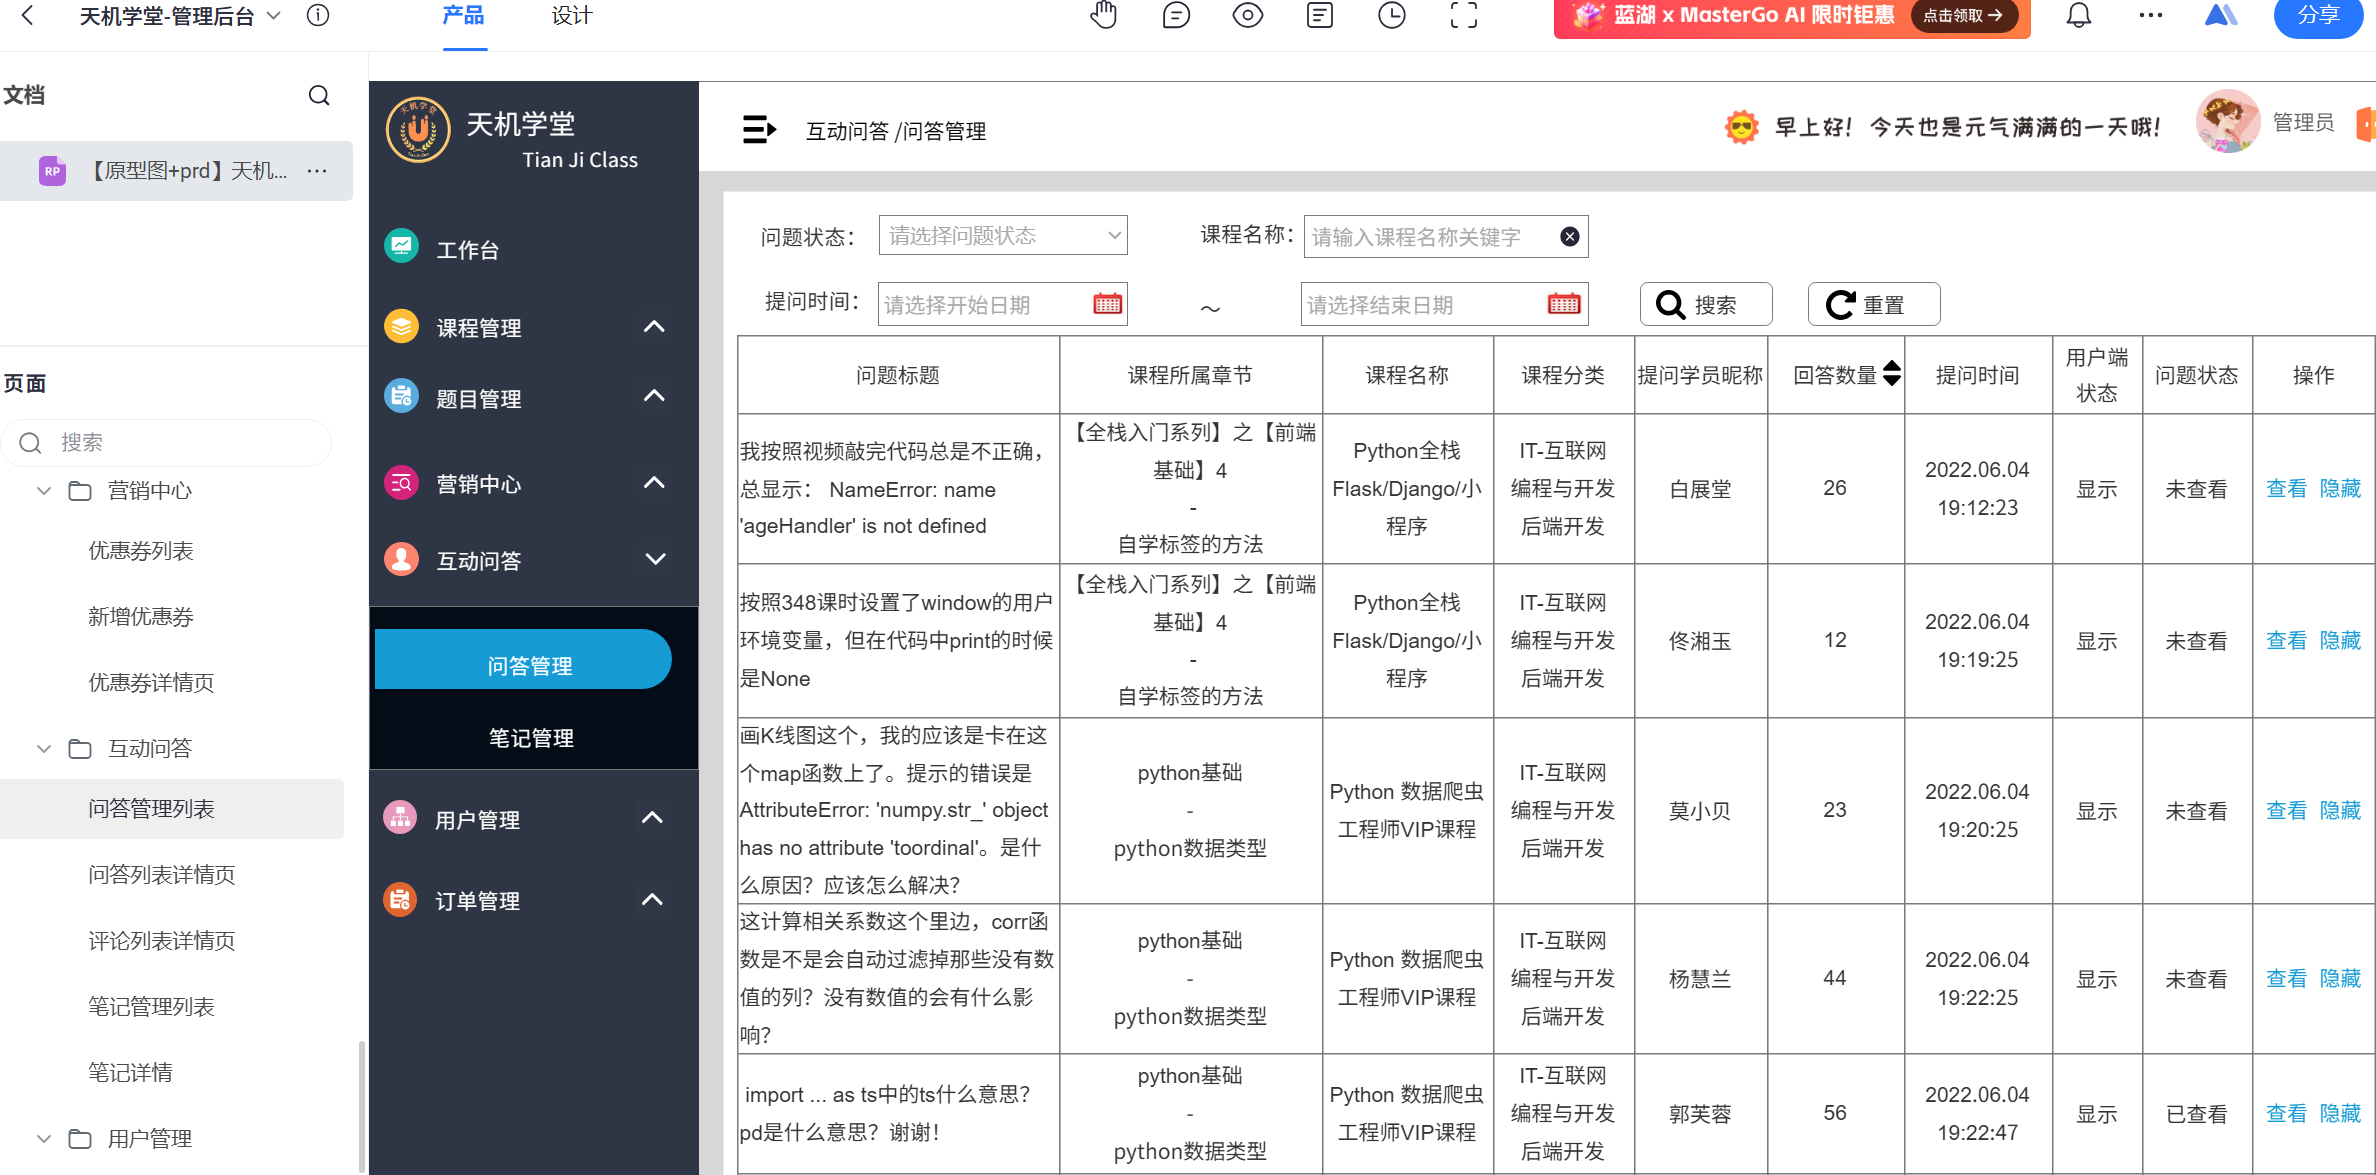 天机学堂-管理后台
产品
设计
蓝湖 x MasterGo AI 限时钜惠
点击领取→
分享
文档
RP
【原型图+prd】天机...
页面
搜索
营销中心
优惠券列表
新增优惠券
优惠券详情页
互动问答
问答管理列表
问答列表详情页
评论列表详情页
笔记管理列表
笔记详情
用户管理
天机学堂
Tian Ji Class
工作台
课程管理
题目管理
营销中心
互动问答
问答管理
笔记管理
用户管理
订单管理
互动问答 /问答管理
早上好！今天也是元气满满的一天哦！
管理员
问题状态：
请选择问题状态
课程名称：
请输入课程名称关键字
提问时间：
请选择开始日期
～
请选择结束日期
搜索
重置
问题标题
课程所属章节
课程名称
课程分类
提问学员昵称
回答数量
提问时间
用户端
状态
问题状态
操作
我按照视频敲完代码总是不正确，
总显示： NameError: name
'ageHandler' is not defined
【全栈入门系列】之【前端
基础】4
-
自学标签的方法
Python全栈
Flask/Django/小
程序
IT-互联网
编程与开发
后端开发
白展堂
26
2022.06.04
19:12:23
显示
未查看
查看 隐藏
按照348课时设置了window的用户
环境变量，但在代码中print的时候
是None
【全栈入门系列】之【前端
基础】4
-
自学标签的方法
Python全栈
Flask/Django/小
程序
IT-互联网
编程与开发
后端开发
佟湘玉
12
2022.06.04
19:19:25
显示
未查看
查看 隐藏
画K线图这个，我的应该是卡在这
个map函数上了。提示的错误是
AttributeError: 'numpy.str_' object
has no attribute 'toordinal'。是什
么原因？应该怎么解决？
python基础
-
python数据类型
Python 数据爬虫
工程师VIP课程
IT-互联网
编程与开发
后端开发
莫小贝
23
2022.06.04
19:20:25
显示
未查看
查看 隐藏
这计算相关系数这个里边，corr函
数是不是会自动过滤掉那些没有数
值的列？没有数值的会有什么影
响？
python基础
-
python数据类型
Python 数据爬虫
工程师VIP课程
IT-互联网
编程与开发
后端开发
杨慧兰
44
2022.06.04
19:22:25
显示
未查看
查看 隐藏
import ... as ts中的ts什么意思？
pd是什么意思？谢谢！
python基础
-
python数据类型
Python 数据爬虫
工程师VIP课程
IT-互联网
编程与开发
后端开发
郭芙蓉
56
2022.06.04
19:22:47
显示
已查看
查看 隐藏